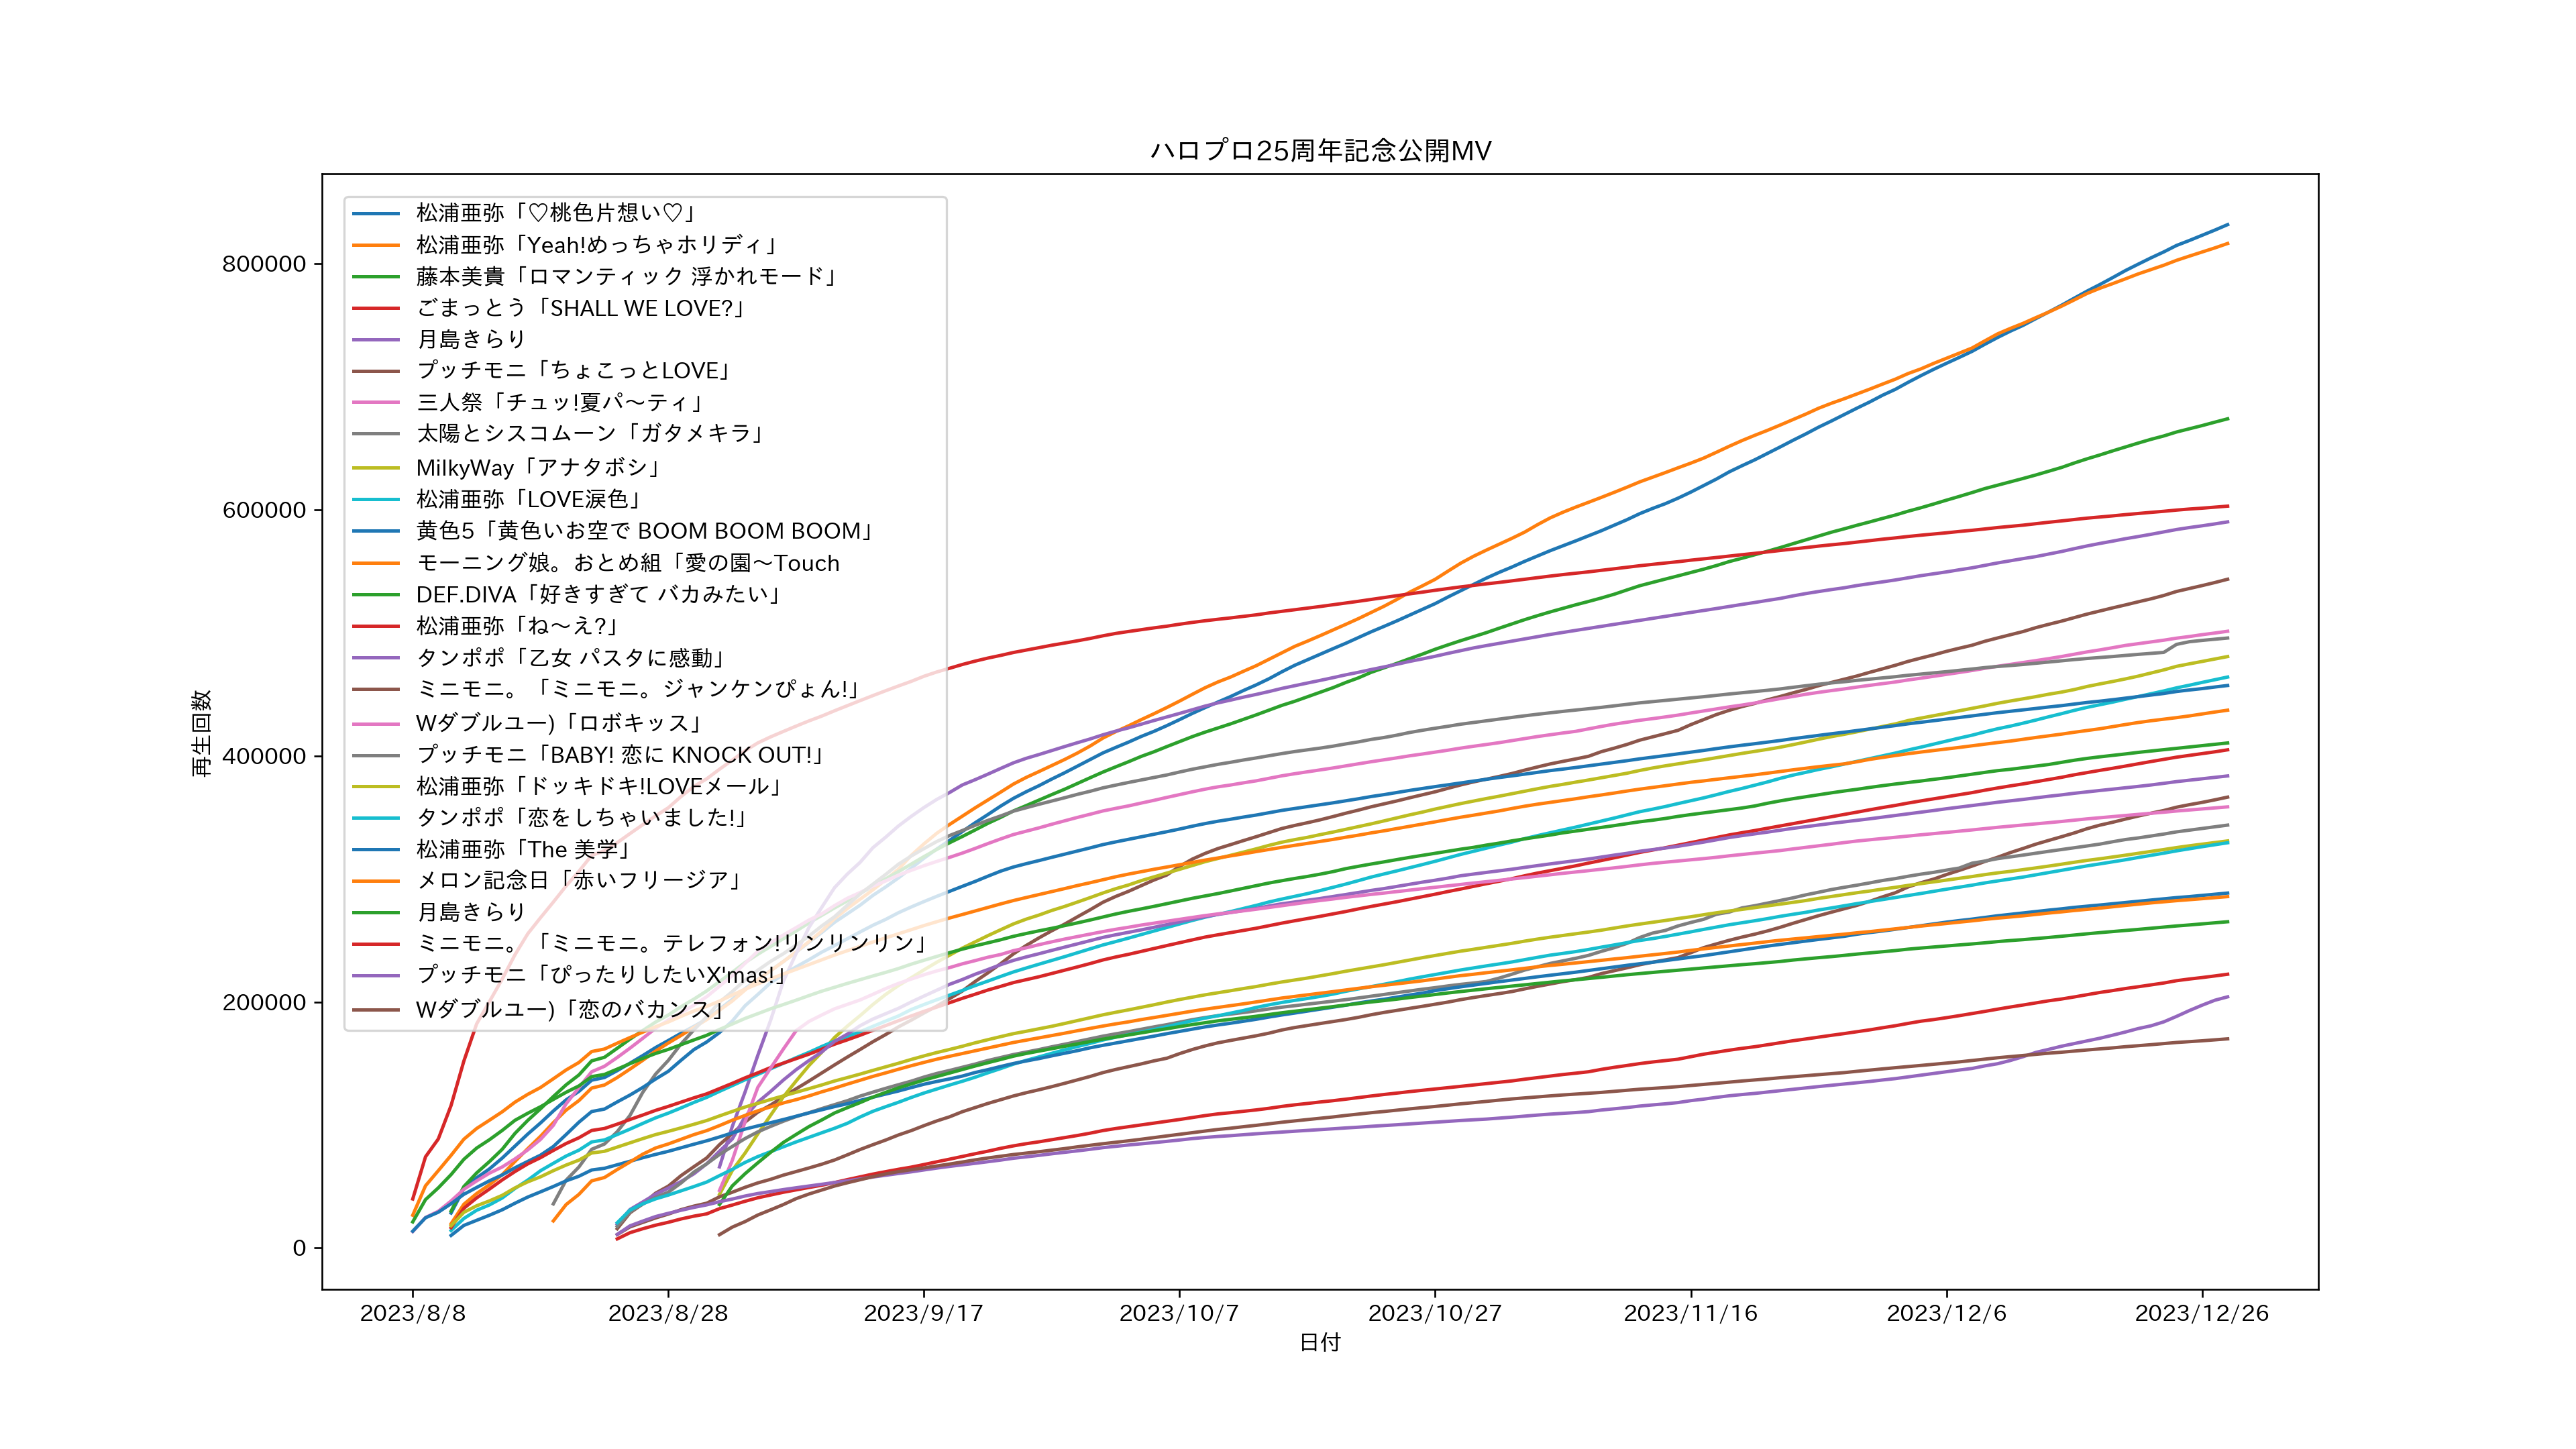 ハロプロ25周年記念公開MV
松浦亜弥「♡桃色片想い♡」
松浦亜弥「Yeah!めっちゃホリディ」
藤本美貴「ロマンティック 浮かれモード」
ごまっとう「SHALL WE LOVE?」
月島きらり
プッチモニ「ちょこっとLOVE」
三人祭「チュッ!夏パ〜ティ」
太陽とシスコムーン「ガタメキラ」
MilkyWay「アナタボシ」
松浦亜弥「LOVE涙色」
黄色5「黄色いお空で BOOM BOOM BOOM」
モーニング娘。おとめ組「愛の園〜Touch
DEF.DIVA「好きすぎて バカみたい」
松浦亜弥「ね〜え?」
タンポポ「乙女 パスタに感動」
ミニモニ。「ミニモニ。ジャンケンぴょん!」
Wダブルユー)「ロボキッス」
プッチモニ「BABY! 恋に KNOCK OUT!」
松浦亜弥「ドッキドキ!LOVEメール」
タンポポ「恋をしちゃいました!」
松浦亜弥「The 美学」
メロン記念日「赤いフリージア」
月島きらり
ミニモニ。「ミニモニ。テレフォン!リンリンリン」
プッチモニ「ぴったりしたいX'mas!」
Wダブルユー)「恋のバカンス」
再生回数
800000
600000
400000
200000
0
2023/8/8 2023/8/28 2023/9/17 2023/10/7 2023/10/27 2023/11/16 2023/12/6 2023/12/26
日付